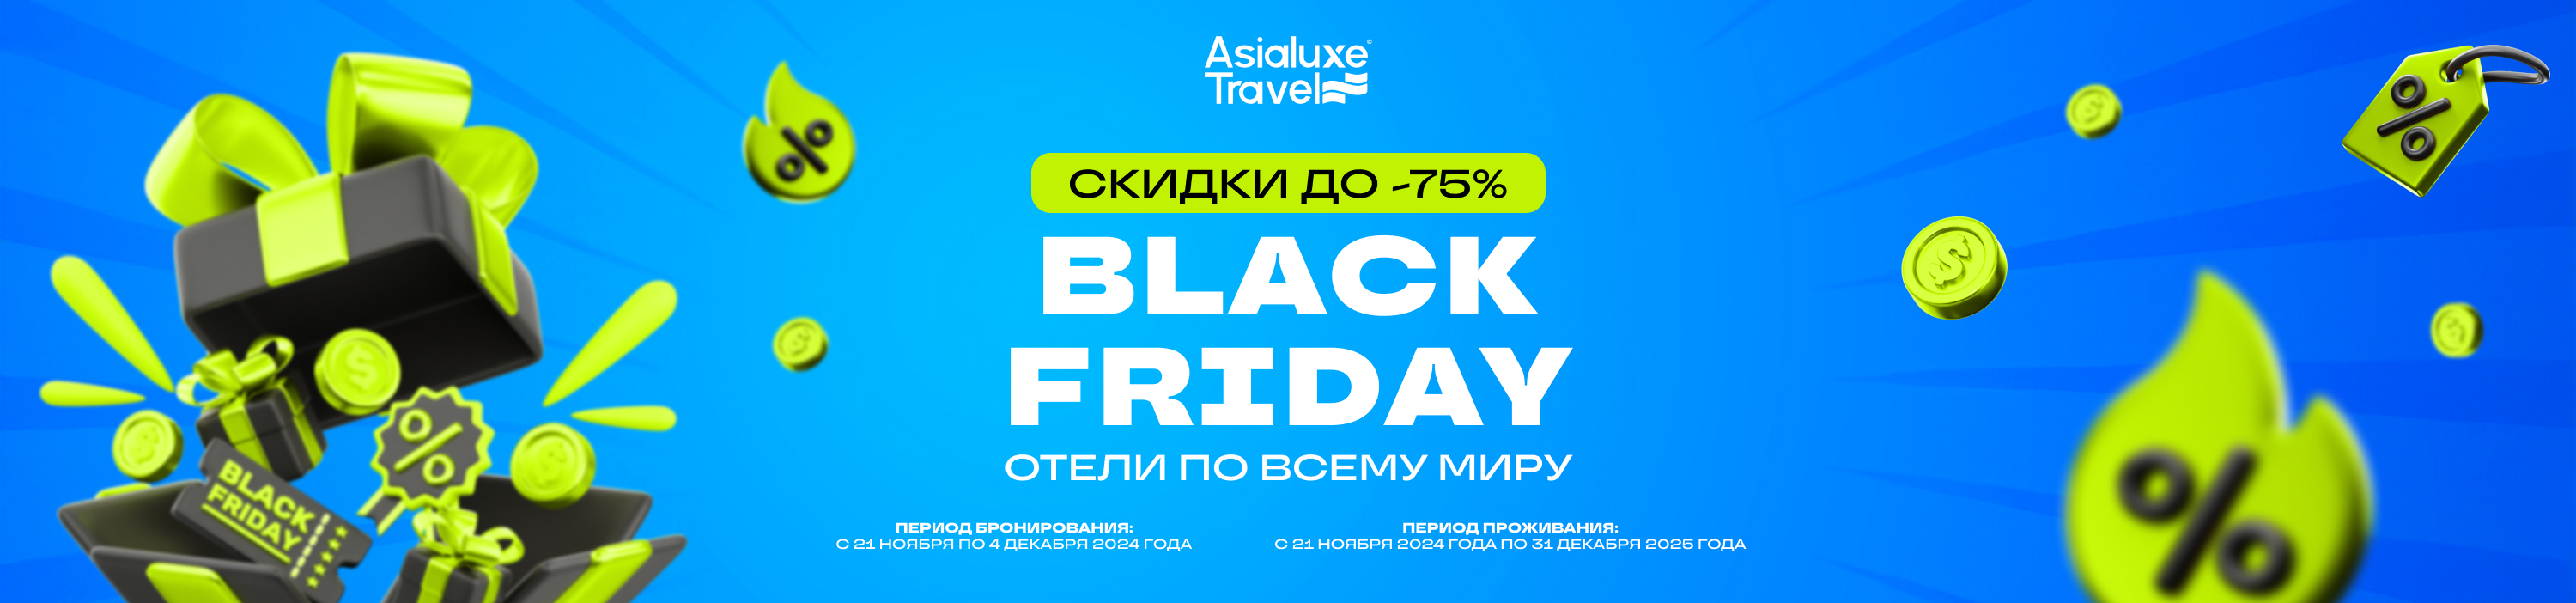 Asialuxe
Travel
СКИДКИ ДО -75%
BLACK
FRIDAY
ОТЕЛИ ПО ВСЕМУ МИРУ
ПЕРИОД БРОНИРОВАНИЯ:
С 21 НОЯБРЯ ПО 4 ДЕКАБРЯ 2024 ГОДА
ПЕРИОД ПРОЖИВАНИЯ:
С 21 НОЯБРЯ 2024 ГОДА ПО 31 ДЕКАБРЯ 2025 ГОДА
BLACK
FRIDAY
%
%
%
%
$
$
$
$
$
$
$